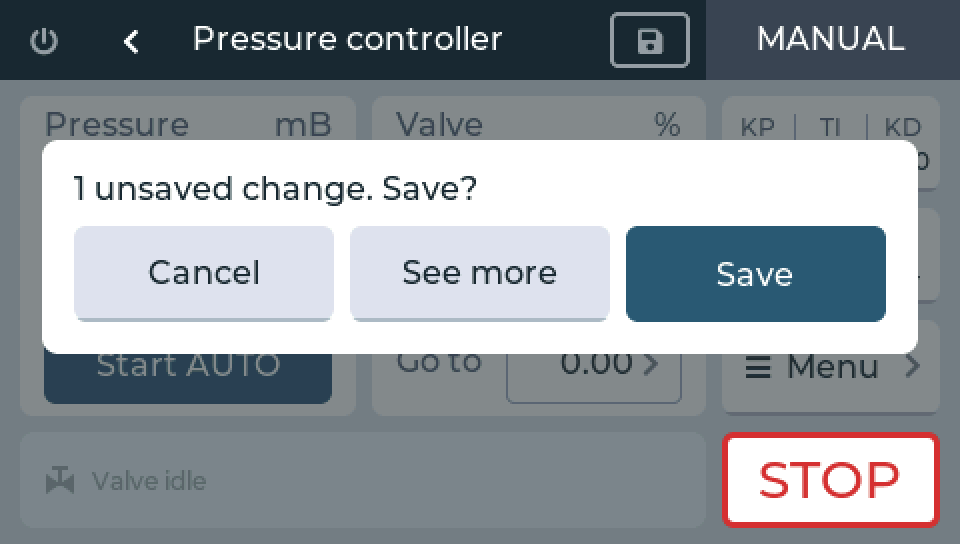 Pressure controller
MANUAL
Pressure mB
Valve %
KP | TI | KD
0
1 unsaved change. Save?
Cancel
See more
Save
Start AUTO
Go to
0.00
Menu
Valve idle
STOP